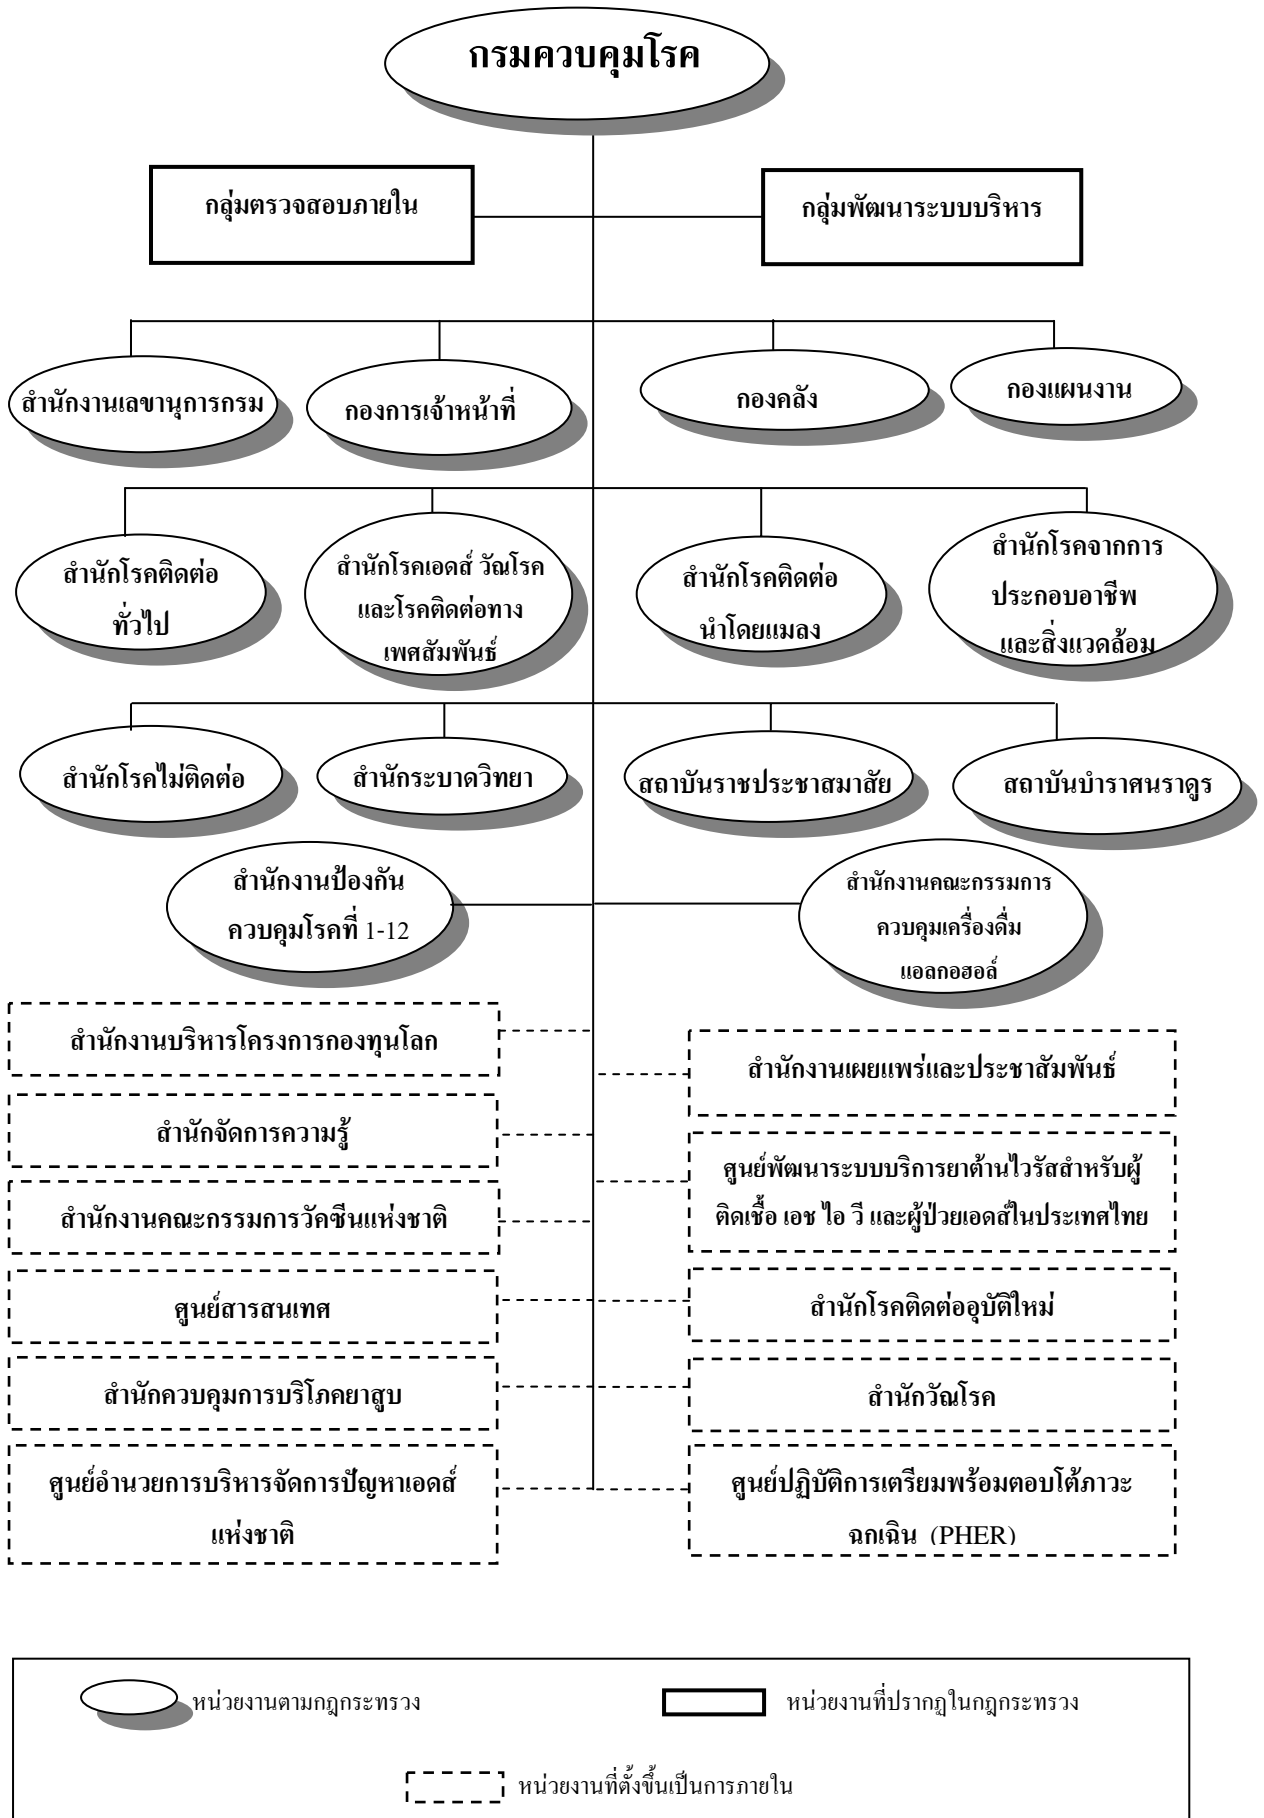 กรมควบคุมโรค
กลุ่มตรวจสอบภายใน
กลุ่มพัฒนาระบบบริหาร
สำนักงานเลขานุการกรม
กองการเจ้าหน้าที่
กองคลัง
กองแผนงาน
สำนักโรคติดต่อ
ทั่วไป
สำนักโรคเอดส์ วัณโรค
และโรคติดต่อทาง
เพศสัมพันธ์
สำนักโรคติดต่อ
นำโดยแมลง
สำนักโรคจากการ
ประกอบอาชีพ
และสิ่งแวดล้อม
สำนักโรคไม่ติดต่อ
สำนักระบาดวิทยา
สถาบันราชประชาสมาสัย
สถาบันบำราศนราดูร
สำนักงานป้องกัน
ควบคุมโรคที่ 1-12
สำนักงานคณะกรรมการ
ควบคุมเครื่องดื่ม
แอลกอฮอล์
สำนักงานบริหารโครงการกองทุนโลก
สำนักงานเผยแพร่และประชาสัมพันธ์
สำนักจัดการความรู้
ศูนย์พัฒนาระบบบริการยาต้านไวรัสสำหรับผู้
ติดเชื้อ เอช ไอ วี และผู้ป่วยเอดส์ในประเทศไทย
สำนักงานคณะกรรมการวัคซีนแห่งชาติ
ศูนย์สารสนเทศ
สำนักโรคติดต่ออุบัติใหม่
สำนักควบคุมการบริโภคยาสูบ
สำนักวัณโรค
ศูนย์อำนวยการบริหารจัดการปัญหาเอดส์
แห่งชาติ
ศูนย์ปฏิบัติการเตรียมพร้อมตอบโต้ภาวะ
ฉุกเฉิน (PHER)
หน่วยงานตามกฎกระทรวง
หน่วยงานที่ปรากฏในกฎกระทรวง
หน่วยงานที่ตั้งขึ้นเป็นการภายใน